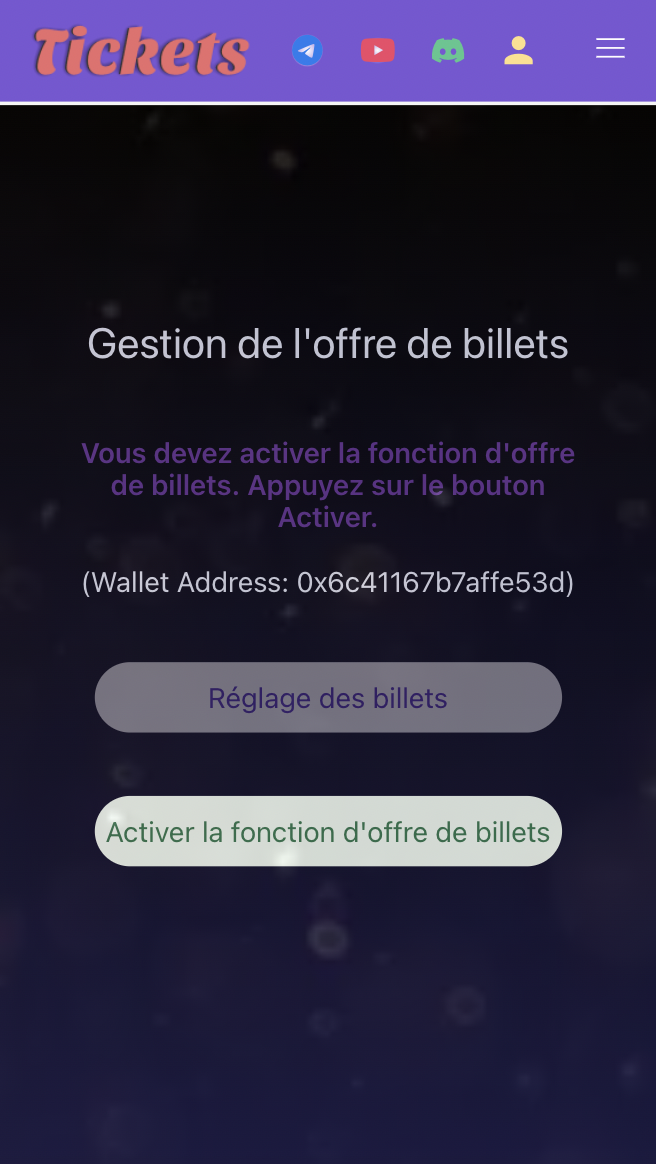 Tickets
Gestion de l'offre de billets
Vous devez activer la fonction d'offre
de billets. Appuyez sur le bouton
Activer.
(Wallet Address: 0x6c41167b7affe53d)
Réglage des billets
Activer la fonction d'offre de billets